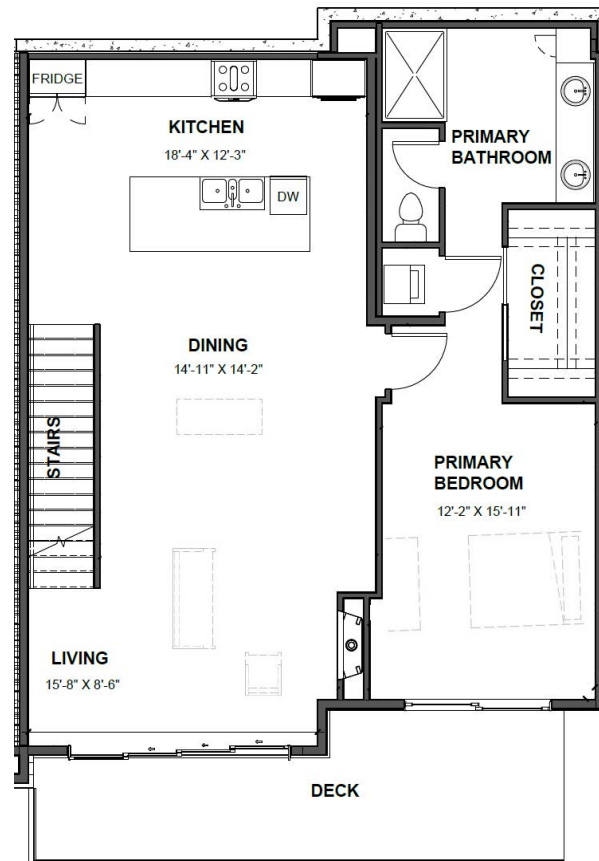 FRIDGE
KITCHEN
18'-4" X 12'-3"
PRIMARY
BATHROOM
DW
CLOSET
DINING
14'-11" X 14'-2"
STAIRS
PRIMARY
BEDROOM
12'-2" X 15'-11"
LIVING
15'-8" X 8'-6"
DECK